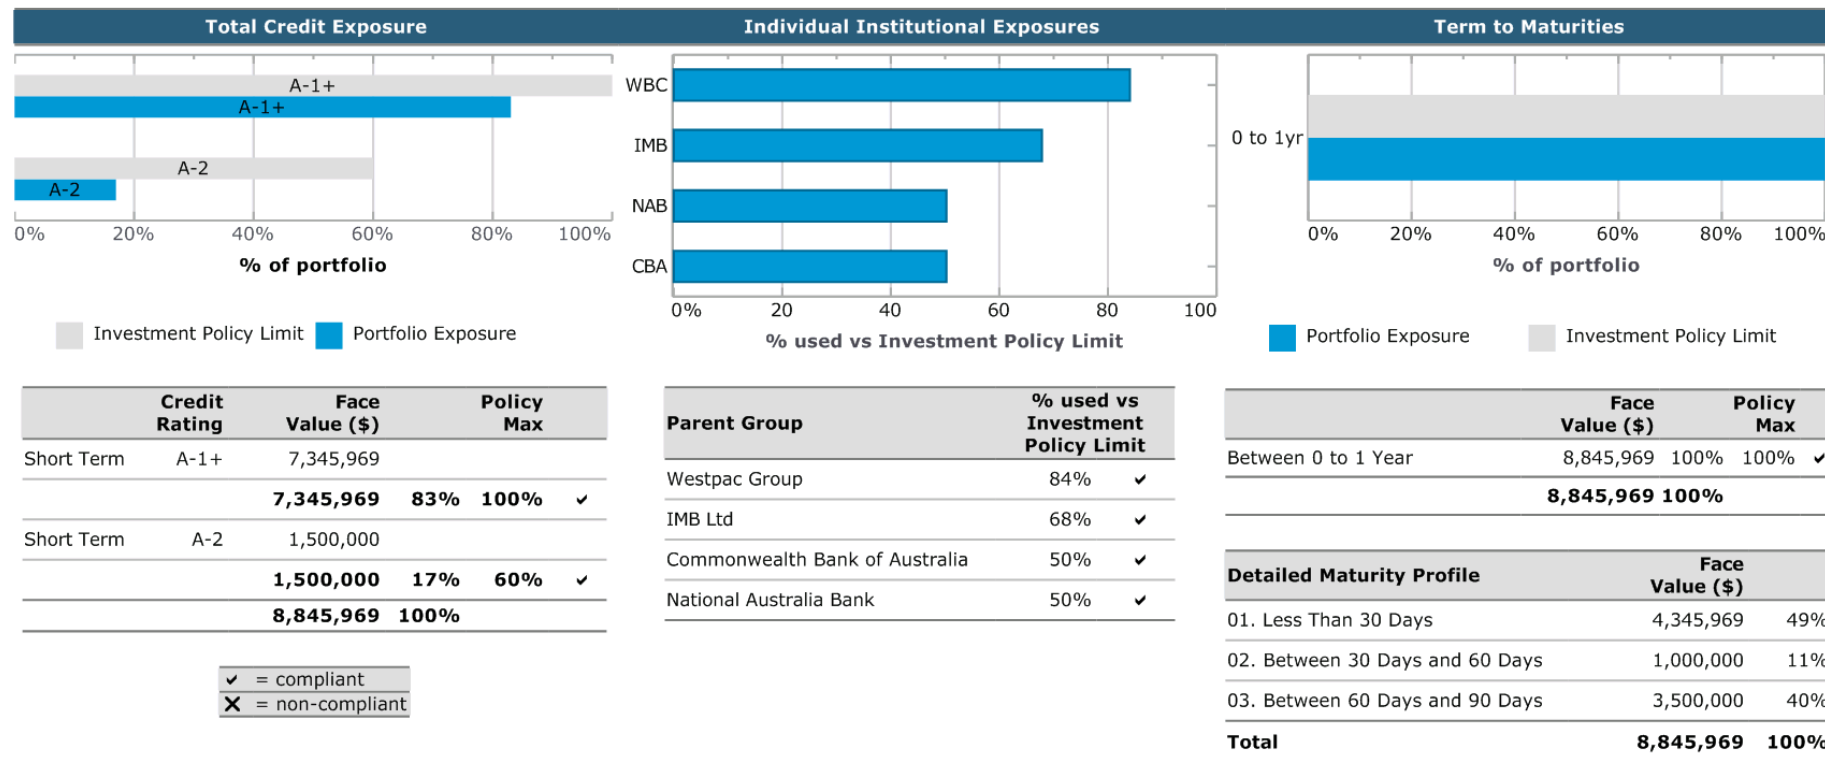 Total Credit Exposure
A-1+
A-1+
A-2
A-2
0% 20% 40% 60% 80% 100%
% of portfolio
Investment Policy Limit Portfolio Exposure
Credit Rating Face Value ($) Policy Max
Short Term A-1+ 7,345,969
7,345,969 83% 100% ✔
Short Term A-2 1,500,000
1,500,000 17% 60% ✔
8,845,969 100%
✔ = compliant
✘ = non-compliant
Individual Institutional Exposures
WBC
IMB
NAB
CBA
0% 20 40 60 80 100
% used vs Investment Policy Limit
Parent Group % used vs Investment Policy Limit
Westpac Group 84% ✔
IMB Ltd 68% ✔
Commonwealth Bank of Australia 50% ✔
National Australia Bank 50% ✔
Term to Maturities
0 to 1yr
0% 20% 40% 60% 80% 100%
% of portfolio
Portfolio Exposure Investment Policy Limit
Face Value ($) Policy Max
Between 0 to 1 Year 8,845,969 100% 100% ✔
8,845,969 100%
Detailed Maturity Profile Face Value ($)
01. Less Than 30 Days 4,345,969 49%
02. Between 30 Days and 60 Days 1,000,000 11%
03. Between 60 Days and 90 Days 3,500,000 40%
Total 8,845,969 100%